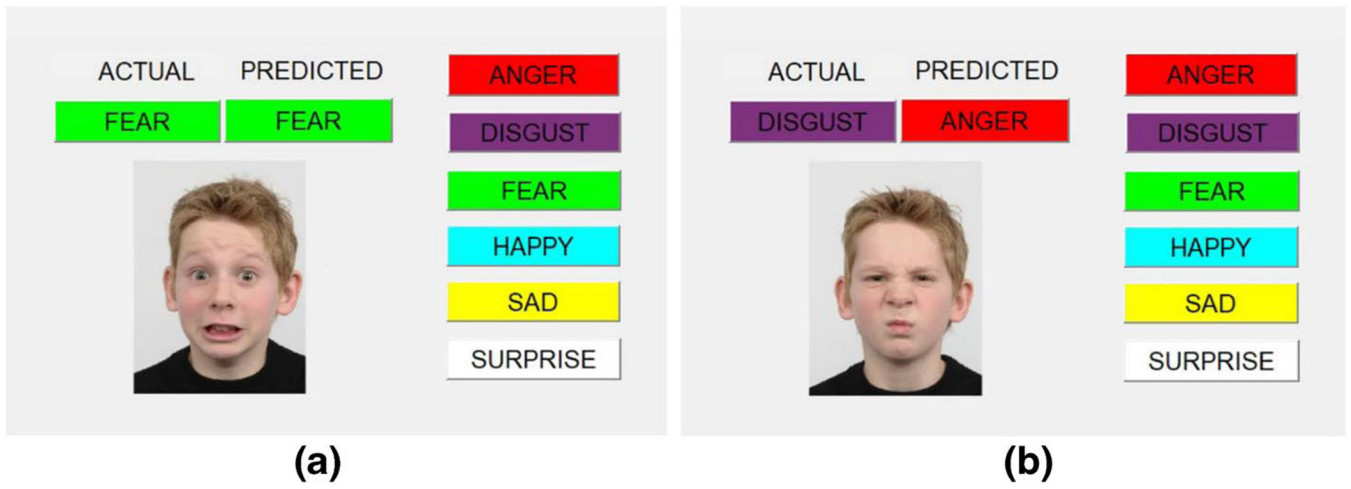 ACTUAL PREDICTED
FEAR FEAR
ANGER
DISGUST
FEAR
HAPPY
SAD
SURPRISE
(a)
ACTUAL PREDICTED
DISGUST ANGER
ANGER
DISGUST
FEAR
HAPPY
SAD
SURPRISE
(b)